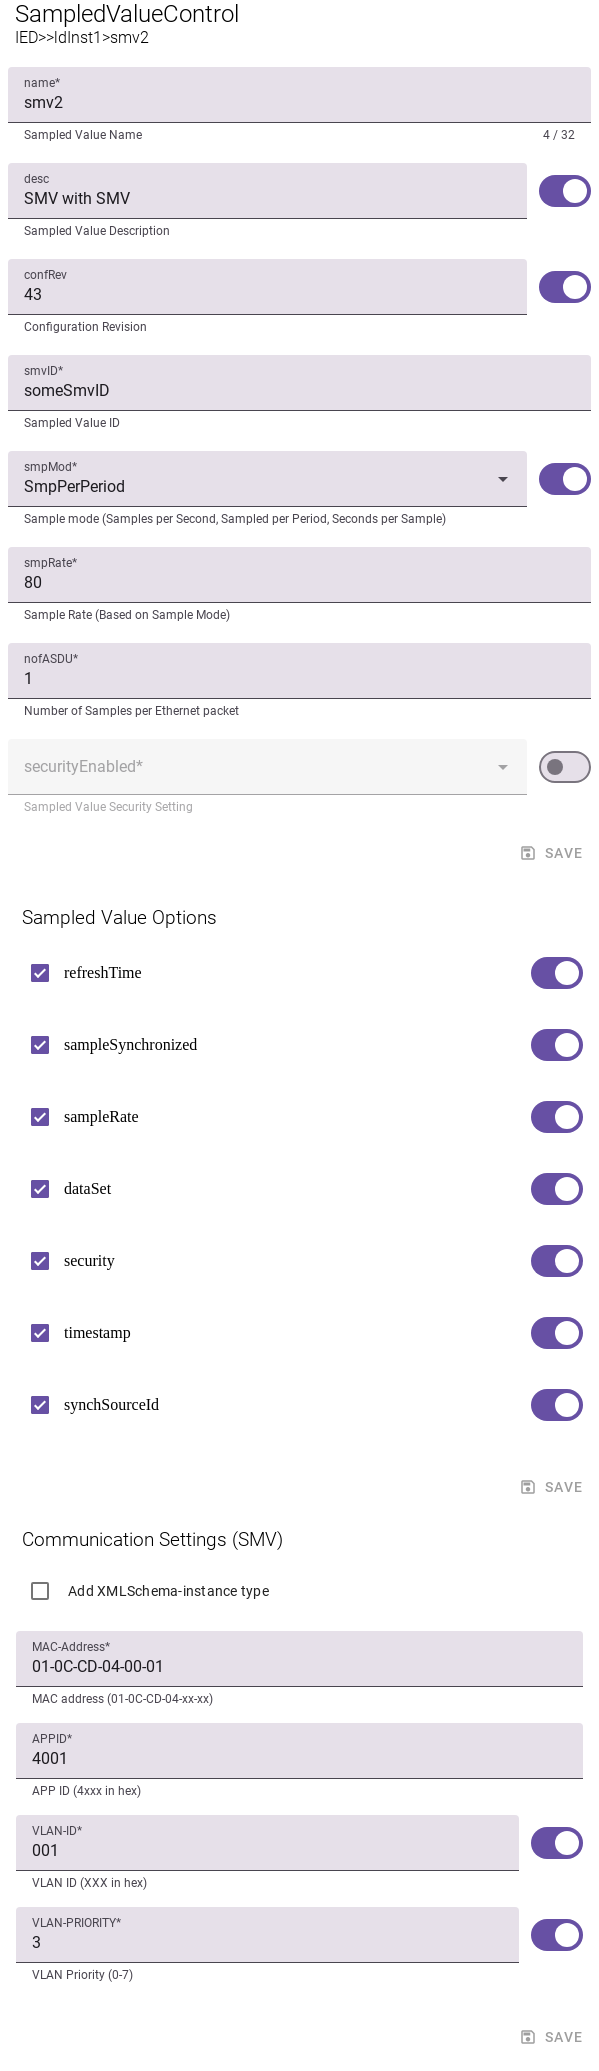 SampledValueControl
IED>>ldInst1>smv2
name*
smv2
Sampled Value Name 4 / 32
desc
SMV with SMV
Sampled Value Description
confRev
43
Configuration Revision
smvID*
someSmvID
Sampled Value ID
smpMod*
SmpPerPeriod
Sample mode (Samples per Second, Sampled per Period, Seconds per Sample)
smpRate*
80
Sample Rate (Based on Sample Mode)
nofASDU*
1
Number of Samples per Ethernet packet
securityEnabled*
Sampled Value Security Setting
SAVE
Sampled Value Options
refreshTime
sampleSynchronized
sampleRate
dataSet
security
timestamp
synchSourceId
SAVE
Communication Settings (SMV)
Add XMLSchema-instance type
MAC-Address*
01-0C-CD-04-00-01
MAC address (01-0C-CD-04-xx-xx)
APPID*
4001
APP ID (4xxx in hex)
VLAN-ID*
001
VLAN ID (XXX in hex)
VLAN-PRIORITY*
3
VLAN Priority (0-7)
SAVE